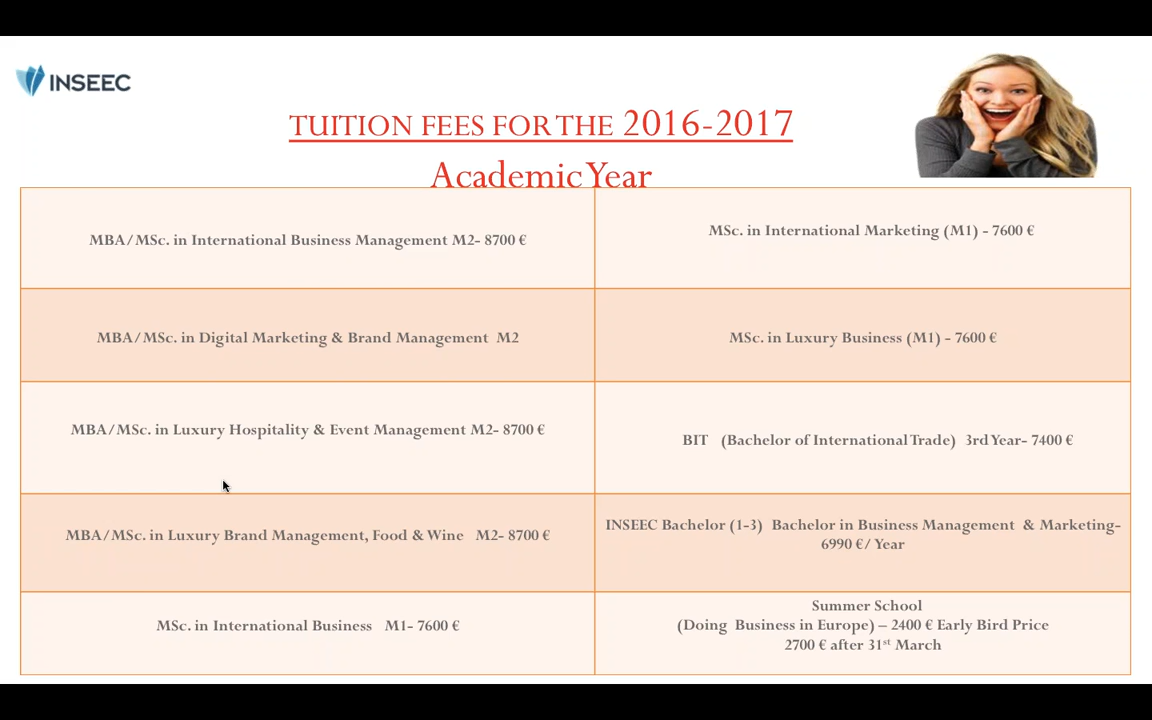 INSEEC
TUITION FEES FOR THE 2016-2017
Academic Year
MBA/MSc. in International Business Management M2- 8700 €
MSc. in International Marketing (M1) - 7600 €
MBA/MSc. in Digital Marketing & Brand Management M2
MSc. in Luxury Business (M1) - 7600 €
MBA/MSc. in Luxury Hospitality & Event Management M2- 8700 €
BIT (Bachelor of International Trade) 3rd Year- 7400 €
MBA/MSc. in Luxury Brand Management, Food & Wine M2- 8700 €
INSEEC Bachelor (1-3) Bachelor in Business Management & Marketing-
6990 €/ Year
MSc. in International Business M1- 7600 €
Summer School
(Doing Business in Europe) – 2400 € Early Bird Price
2700 € after 31st March